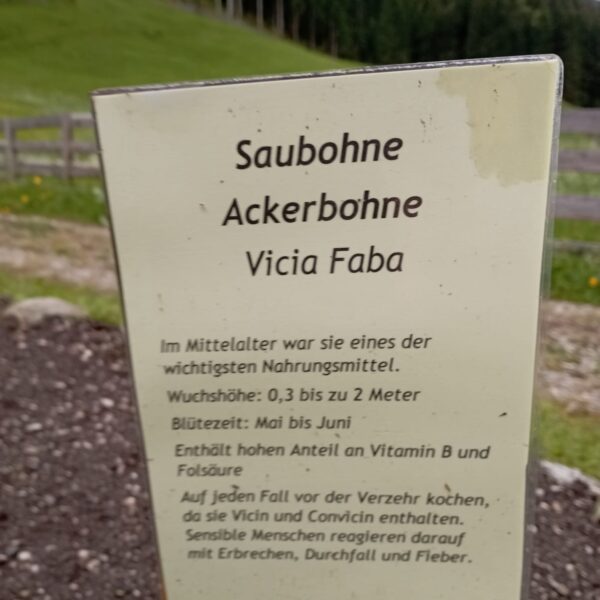 Saubohne
Ackerbohne
Vicia Faba
Im Mittelalter war sie eines der
wichtigsten Nahrungsmittel.
Wuchshöhe: 0,3 bis zu 2 Meter
Blütezeit: Mai bis Juni
Enthält hohen Anteil an Vitamin B und
Folsäure
Auf jeden Fall vor der Verzehr kochen,
da sie Vicin und Convicin enthalten.
Sensible Menschen reagieren darauf
mit Erbrechen, Durchfall und Fieber.